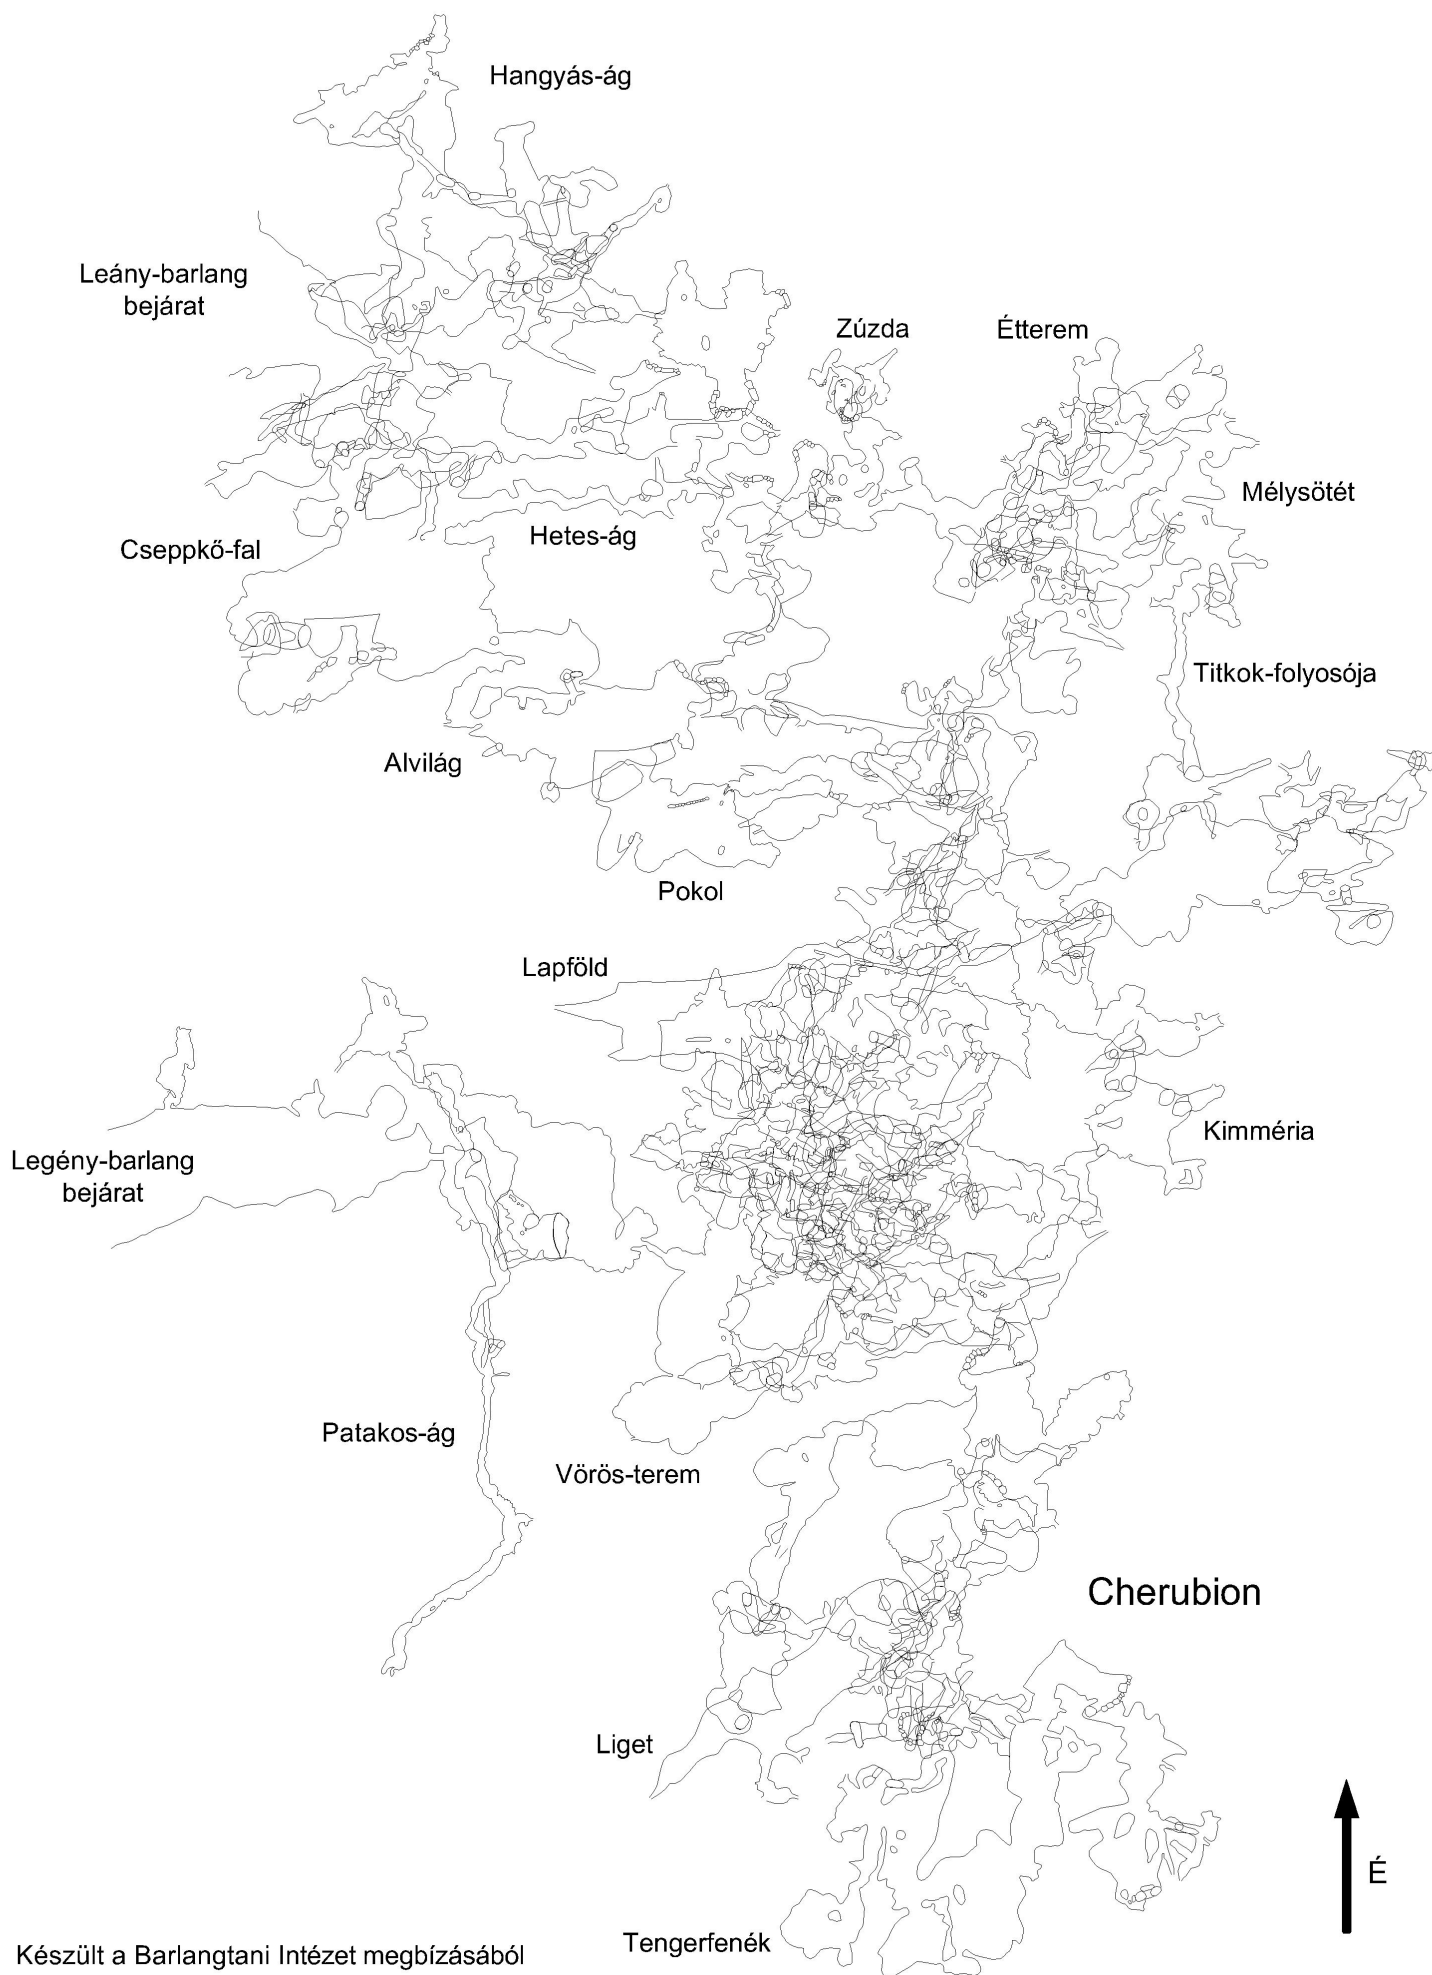 Hangyás-ág
Leány-barlang
bejárat
Zúzda
Étterem
Mélysötét
Cseppkő-fal
Hetes-ág
Titkok-folyosója
Alvilág
Pokol
Lapföld
Kimméria
Legény-barlang
bejárat
Patakos-ág
Vörös-terem
Cherubion
Liget
É
Tengerfenék
Készült a Barlangtani Intézet megbízásából